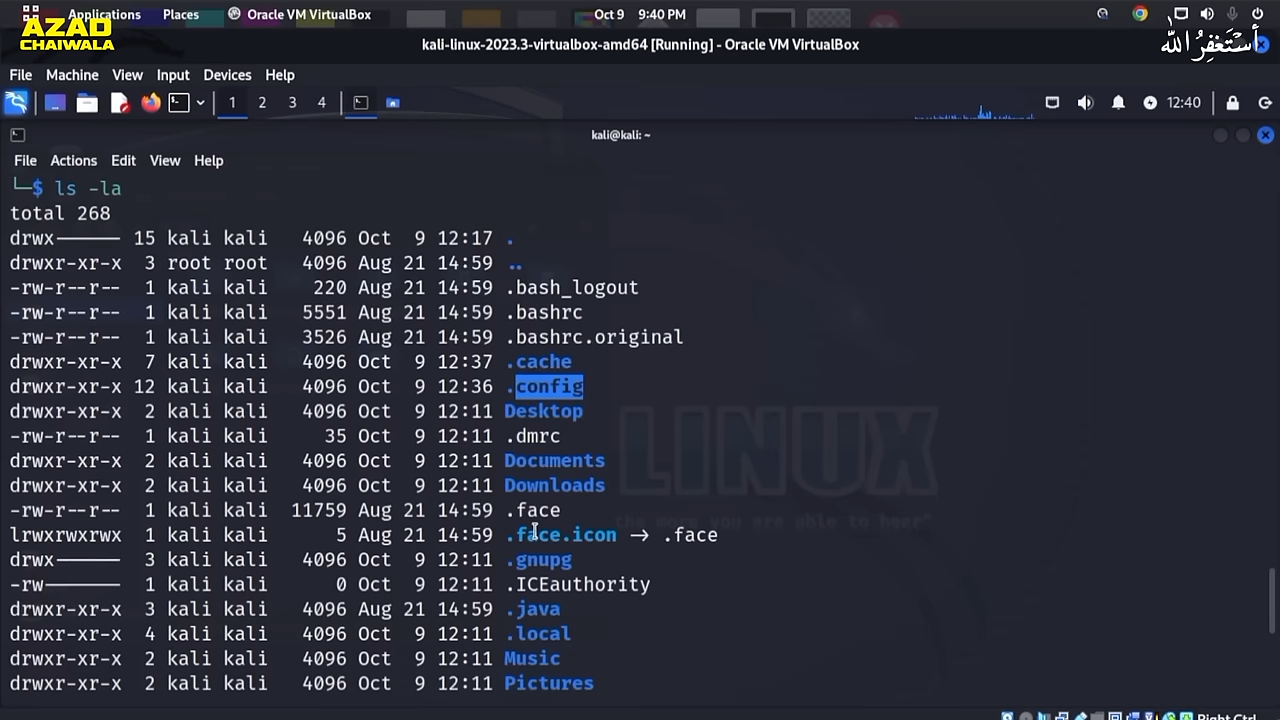 Applications Places Oracle VM VirtualBox Oct 9 9:40 PM
AZAD
CHAIWALA
أستغفر الله
kali-linux-2023.3-virtualbox-amd64 [Running] - Oracle VM VirtualBox
File Machine View Input Devices Help
1 2 3 4 12:40
kali@kali: ~
File Actions Edit View Help
└─$ ls -la
total 268
drwx------ 15 kali kali 4096 Oct 9 12:17 .
drwxr-xr-x 3 root root 4096 Aug 21 14:59 ..
-rw-r--r-- 1 kali kali 220 Aug 21 14:59 .bash_logout
-rw-r--r-- 1 kali kali 5551 Aug 21 14:59 .bashrc
-rw-r--r-- 1 kali kali 3526 Aug 21 14:59 .bashrc.original
drwxr-xr-x 7 kali kali 4096 Oct 9 12:37 .cache
drwxr-xr-x 12 kali kali 4096 Oct 9 12:36 .config
drwxr-xr-x 2 kali kali 4096 Oct 9 12:11 Desktop
-rw-r--r-- 1 kali kali 35 Oct 9 12:11 .dmrc
drwxr-xr-x 2 kali kali 4096 Oct 9 12:11 Documents
drwxr-xr-x 2 kali kali 4096 Oct 9 12:11 Downloads
-rw-r--r-- 1 kali kali 11759 Aug 21 14:59 .face
lrwxrwxrwx 1 kali kali 5 Aug 21 14:59 .face.icon -> .face
drwx------ 3 kali kali 4096 Oct 9 12:11 .gnupg
-rw------- 1 kali kali 0 Oct 9 12:11 .ICEauthority
drwxr-xr-x 3 kali kali 4096 Aug 21 14:59 .java
drwxr-xr-x 4 kali kali 4096 Oct 9 12:11 .local
drwxr-xr-x 2 kali kali 4096 Oct 9 12:11 Music
drwxr-xr-x 2 kali kali 4096 Oct 9 12:11 Pictures
LINUX
the more you are able to hear"
Right Ctrl